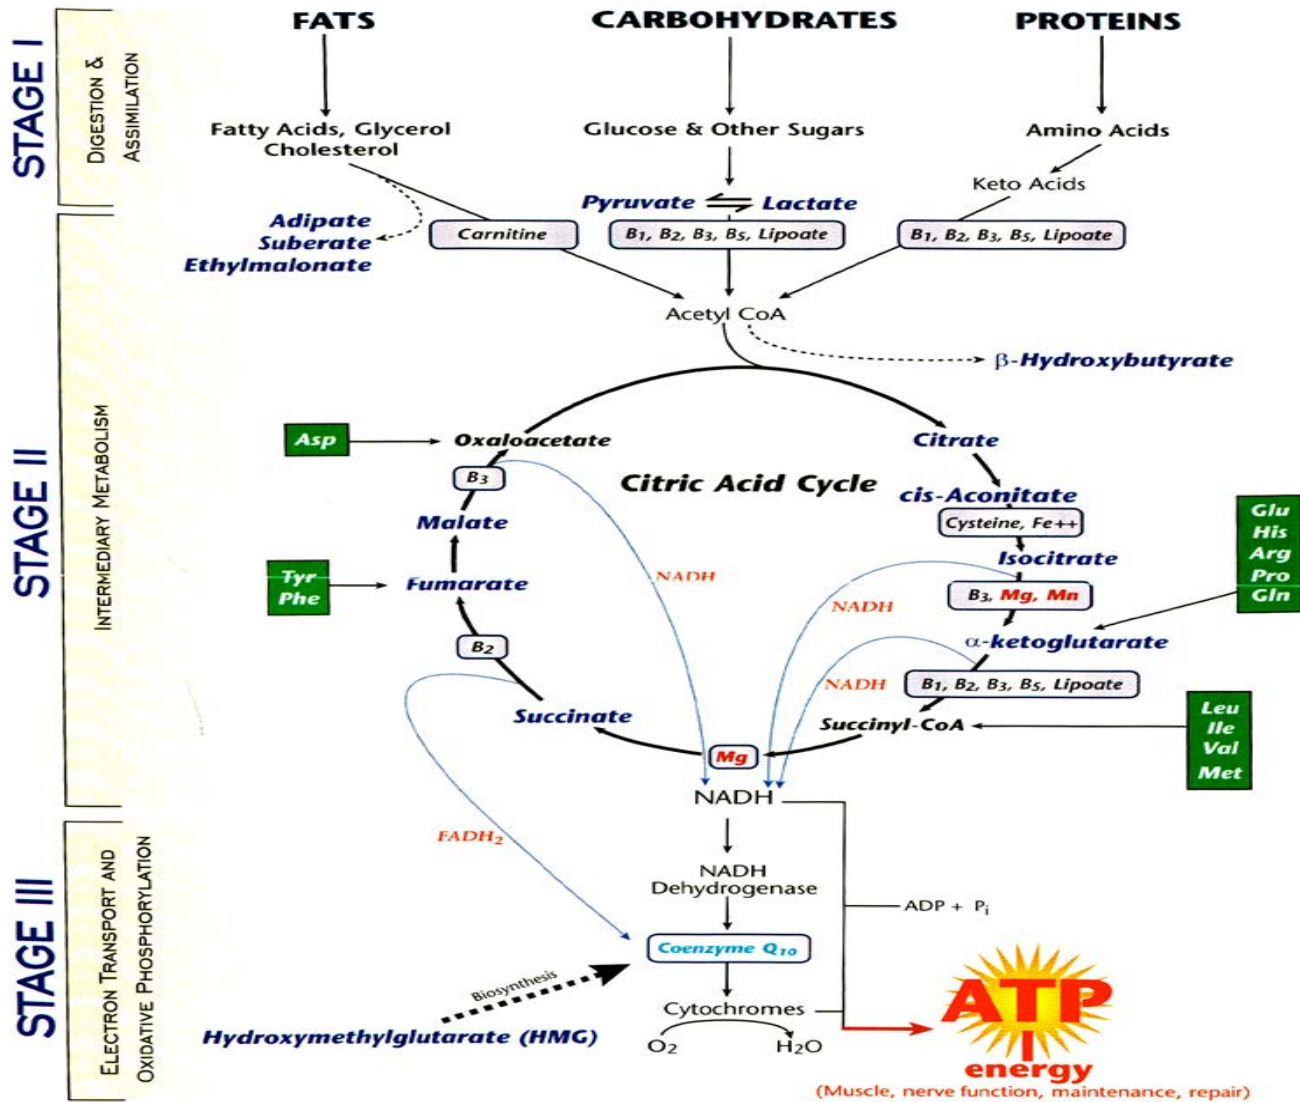 FATS
CARBOHYDRATES
PROTEINS
STAGE I
DIGESTION &
ASSIMILATION
Fatty Acids, Glycerol
Cholesterol
Glucose & Other Sugars
Amino Acids
Keto Acids
Pyruvate ⇌ Lactate
Adipate
Suberate
Ethylmalonate
Carnitine
B1, B2, B3, B5, Lipoate
B1, B2, B3, B5, Lipoate
Acetyl CoA
β-Hydroxybutyrate
STAGE II
INTERMEDIARY METABOLISM
Asp
Oxaloacetate
Citrate
Citric Acid Cycle
B3
cis-Aconitate
Cysteine, Fe++
Malate
Isocitrate
Glu
His
Arg
Pro
Gln
Tyr
Phe
Fumarate
NADH
NADH
B3, Mg, Mn
α-ketoglutarate
B2
NADH
B1, B2, B3, B5, Lipoate
Succinate
Succinyl-CoA
Leu
Ile
Val
Met
Mg
NADH
STAGE III
ELECTRON TRANSPORT AND
OXIDATIVE PHOSPHORYLATION
FADH2
NADH
Dehydrogenase
ADP + Pi
Coenzyme Q10
Biosynthesis
Cytochromes
Hydroxymethylglutarate (HMG)
O2
H2O
ATP
energy
(Muscle, nerve function, maintenance, repair)